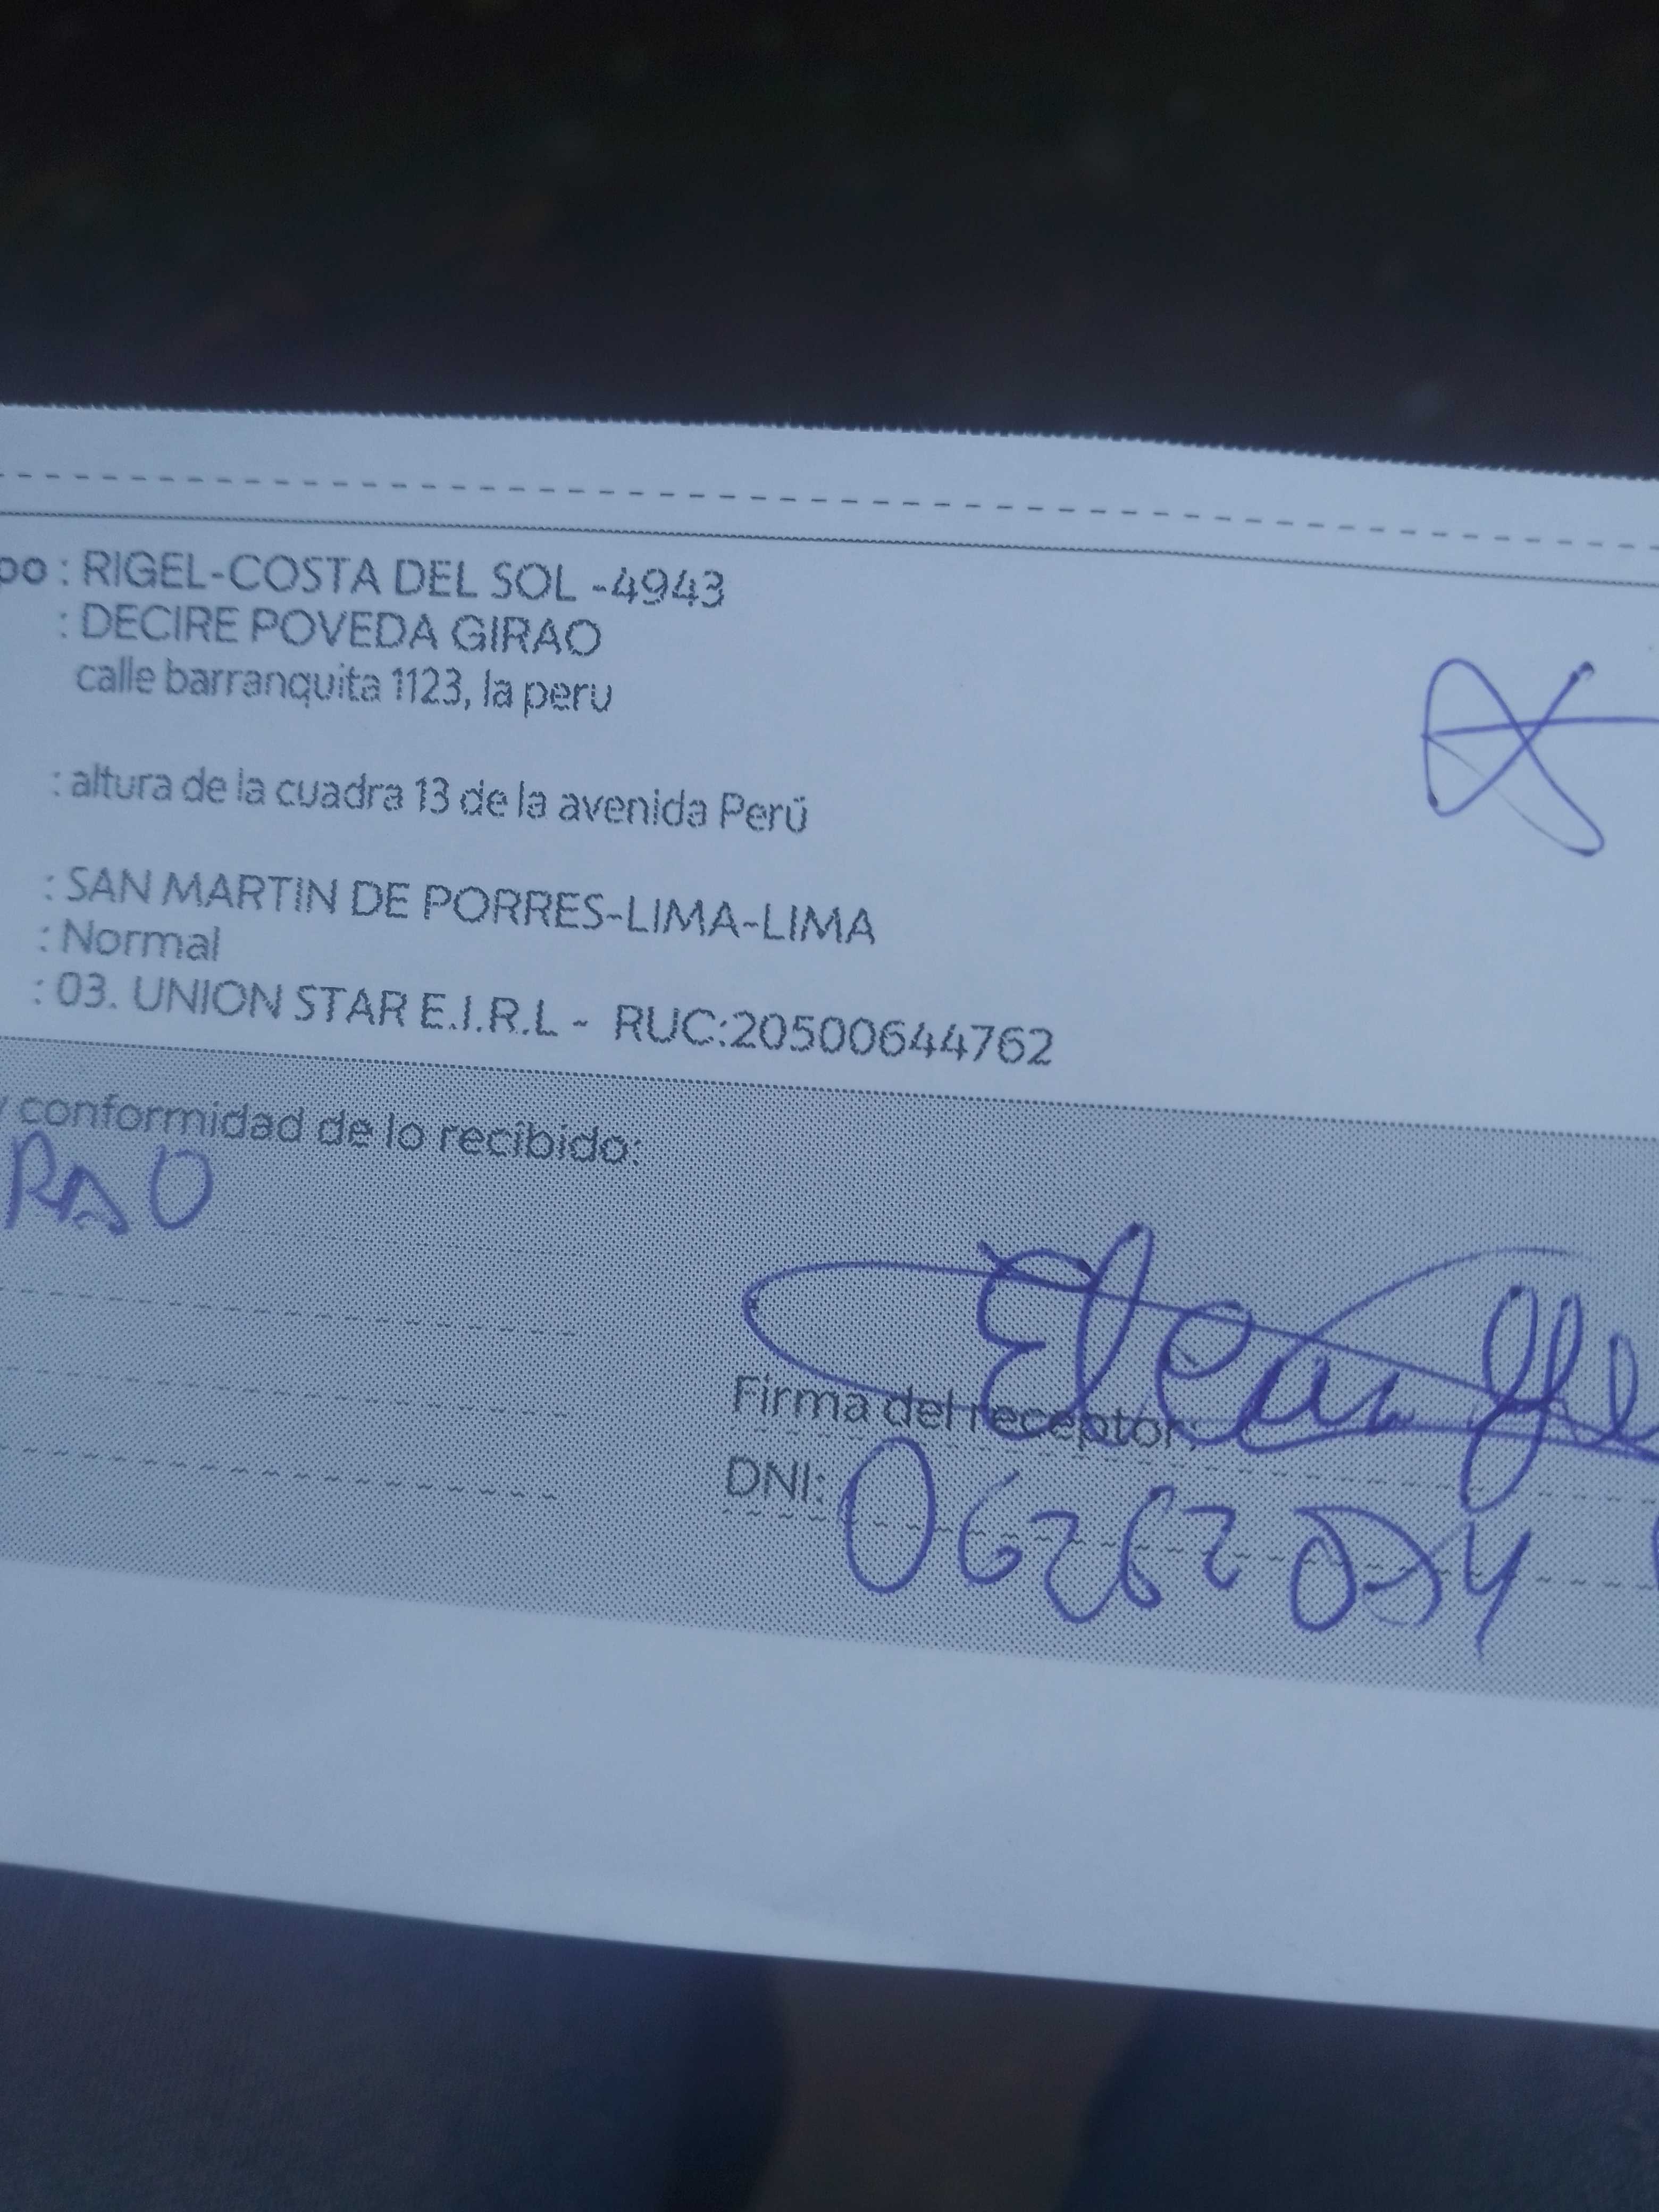 po : RIGEL-COSTA DEL SOL -4943
: DECIRE POVEDA GIRAO
calle barranquita 1123, la peru
: altura de la cuadra 13 de la avenida Perú
: SAN MARTIN DE PORRES-LIMA-LIMA
: Normal
: 03. UNION STAR E.I.R.L - RUC:20500644762
y conformidad de lo recibido:
RAO
Firma del receptor:
DNI: